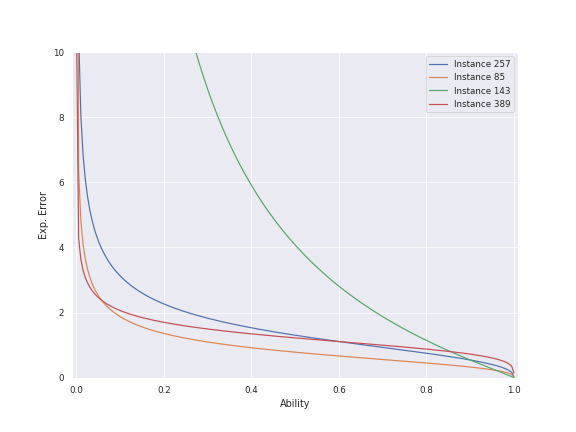 10
8
6
4
2
0
Exp. Error
0.0 0.2 0.4 0.6 0.8 1.0
Ability
Instance 257
Instance 85
Instance 143
Instance 389